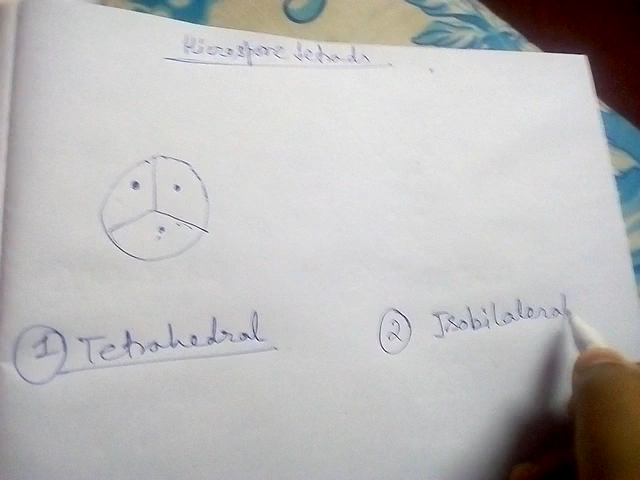 Microspore tetrads
① Tetrahedral
② Isobilateral